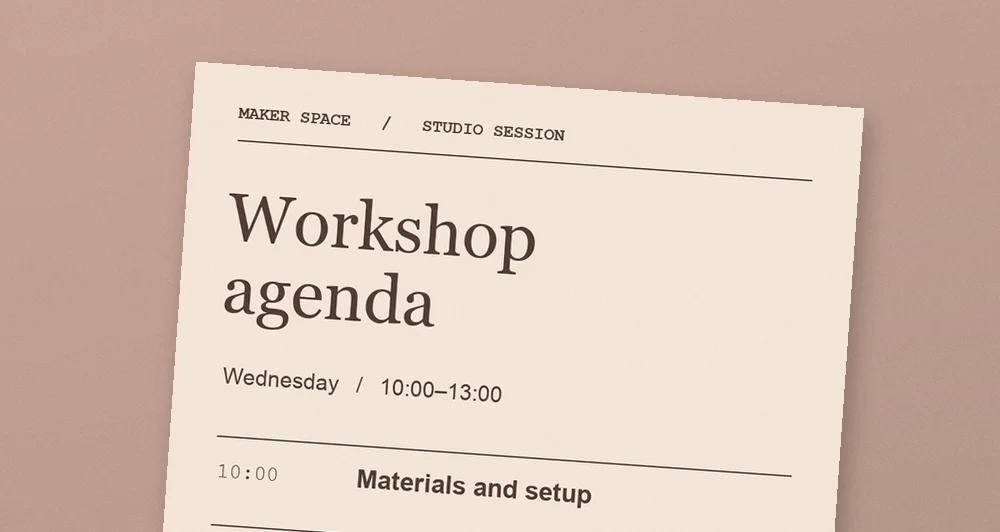 MAKER SPACE / STUDIO SESSION
Workshop
agenda
Wednesday / 10:00–13:00
10:00 Materials and setup